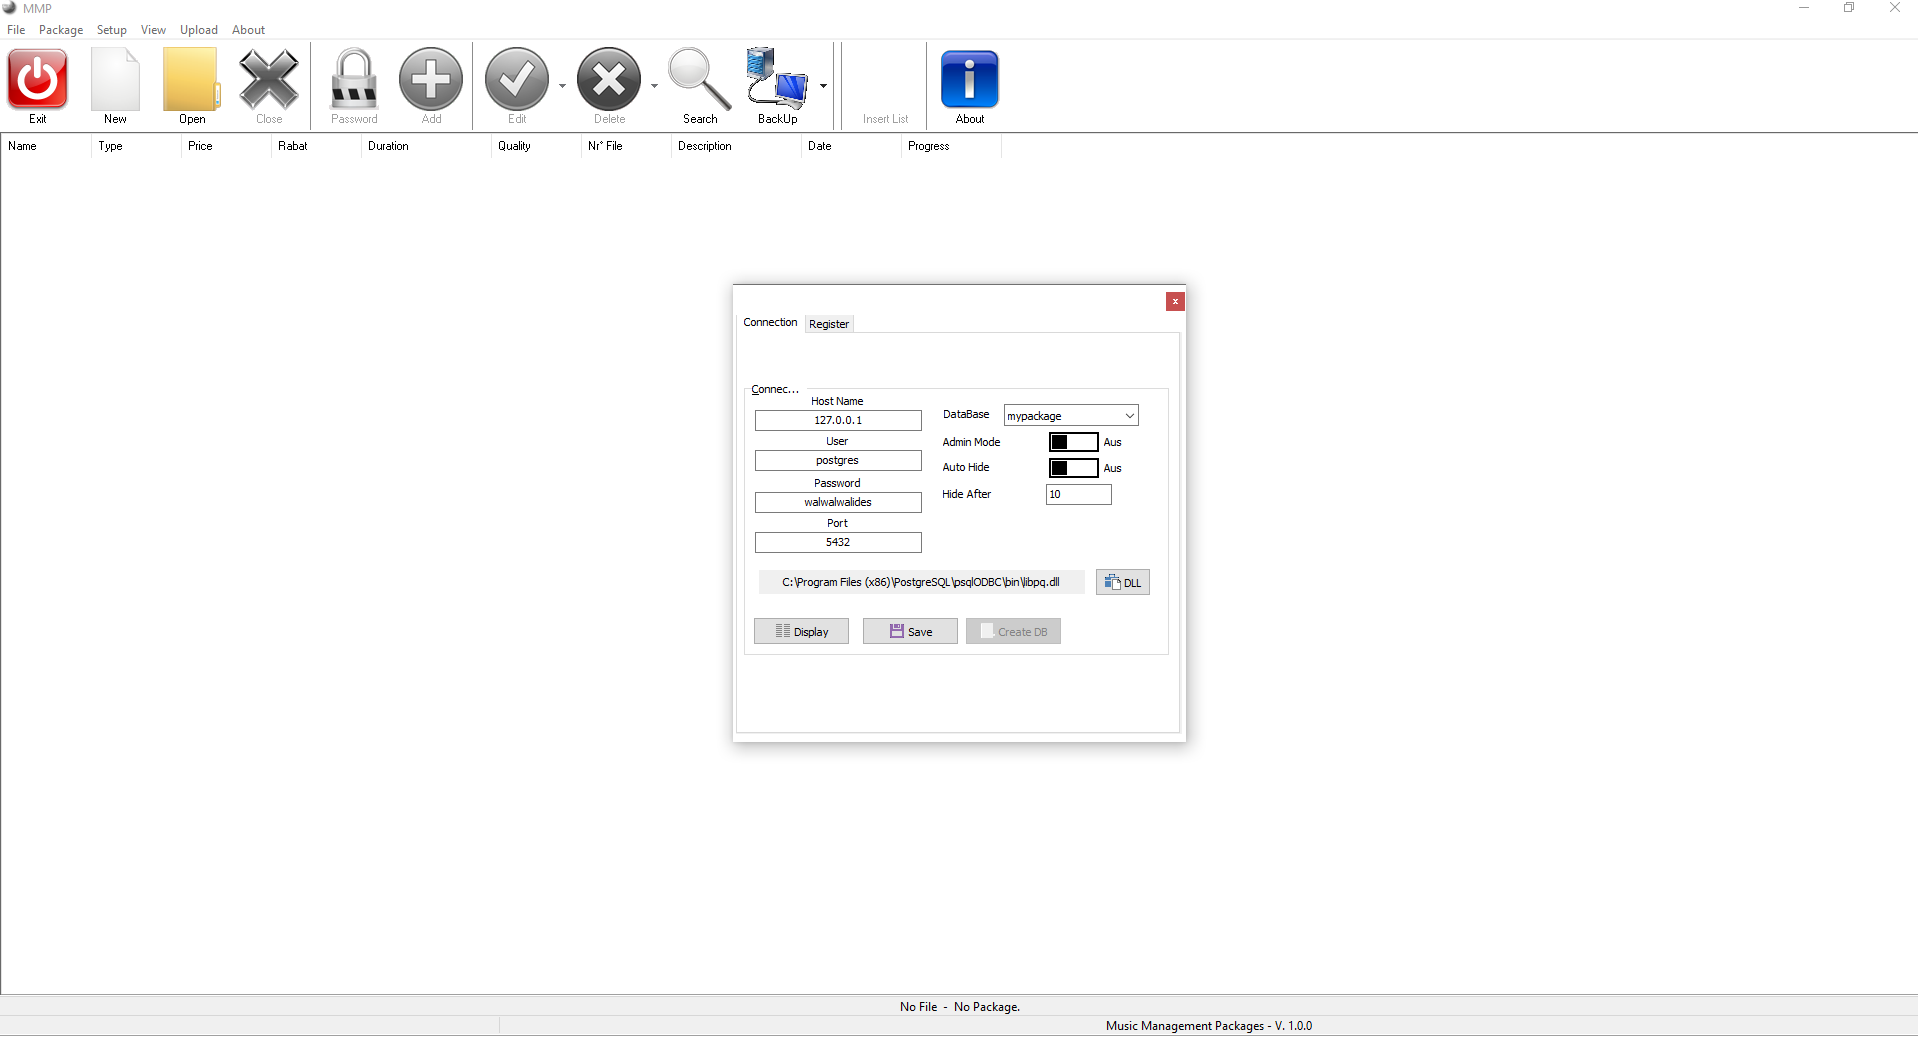 MMP
File Package Setup View Upload About
Exit New Open Close Password Add Edit Delete Search BackUp Insert List About
Name Type Price Rabat Duration Quality Nr° File Description Date Progress
x
Connection Register
Connec...
Host Name
127.0.0.1
DataBase mypackage
User
Admin Mode Aus
postgres
Auto Hide Aus
Password
Hide After 10
walwalwalides
Port
5432
C:\Program Files (x86)\PostgreSQL\psqlODBC\bin\libpq.dll DLL
Display Save Create DB
No File - No Package.
Music Management Packages - V. 1.0.0